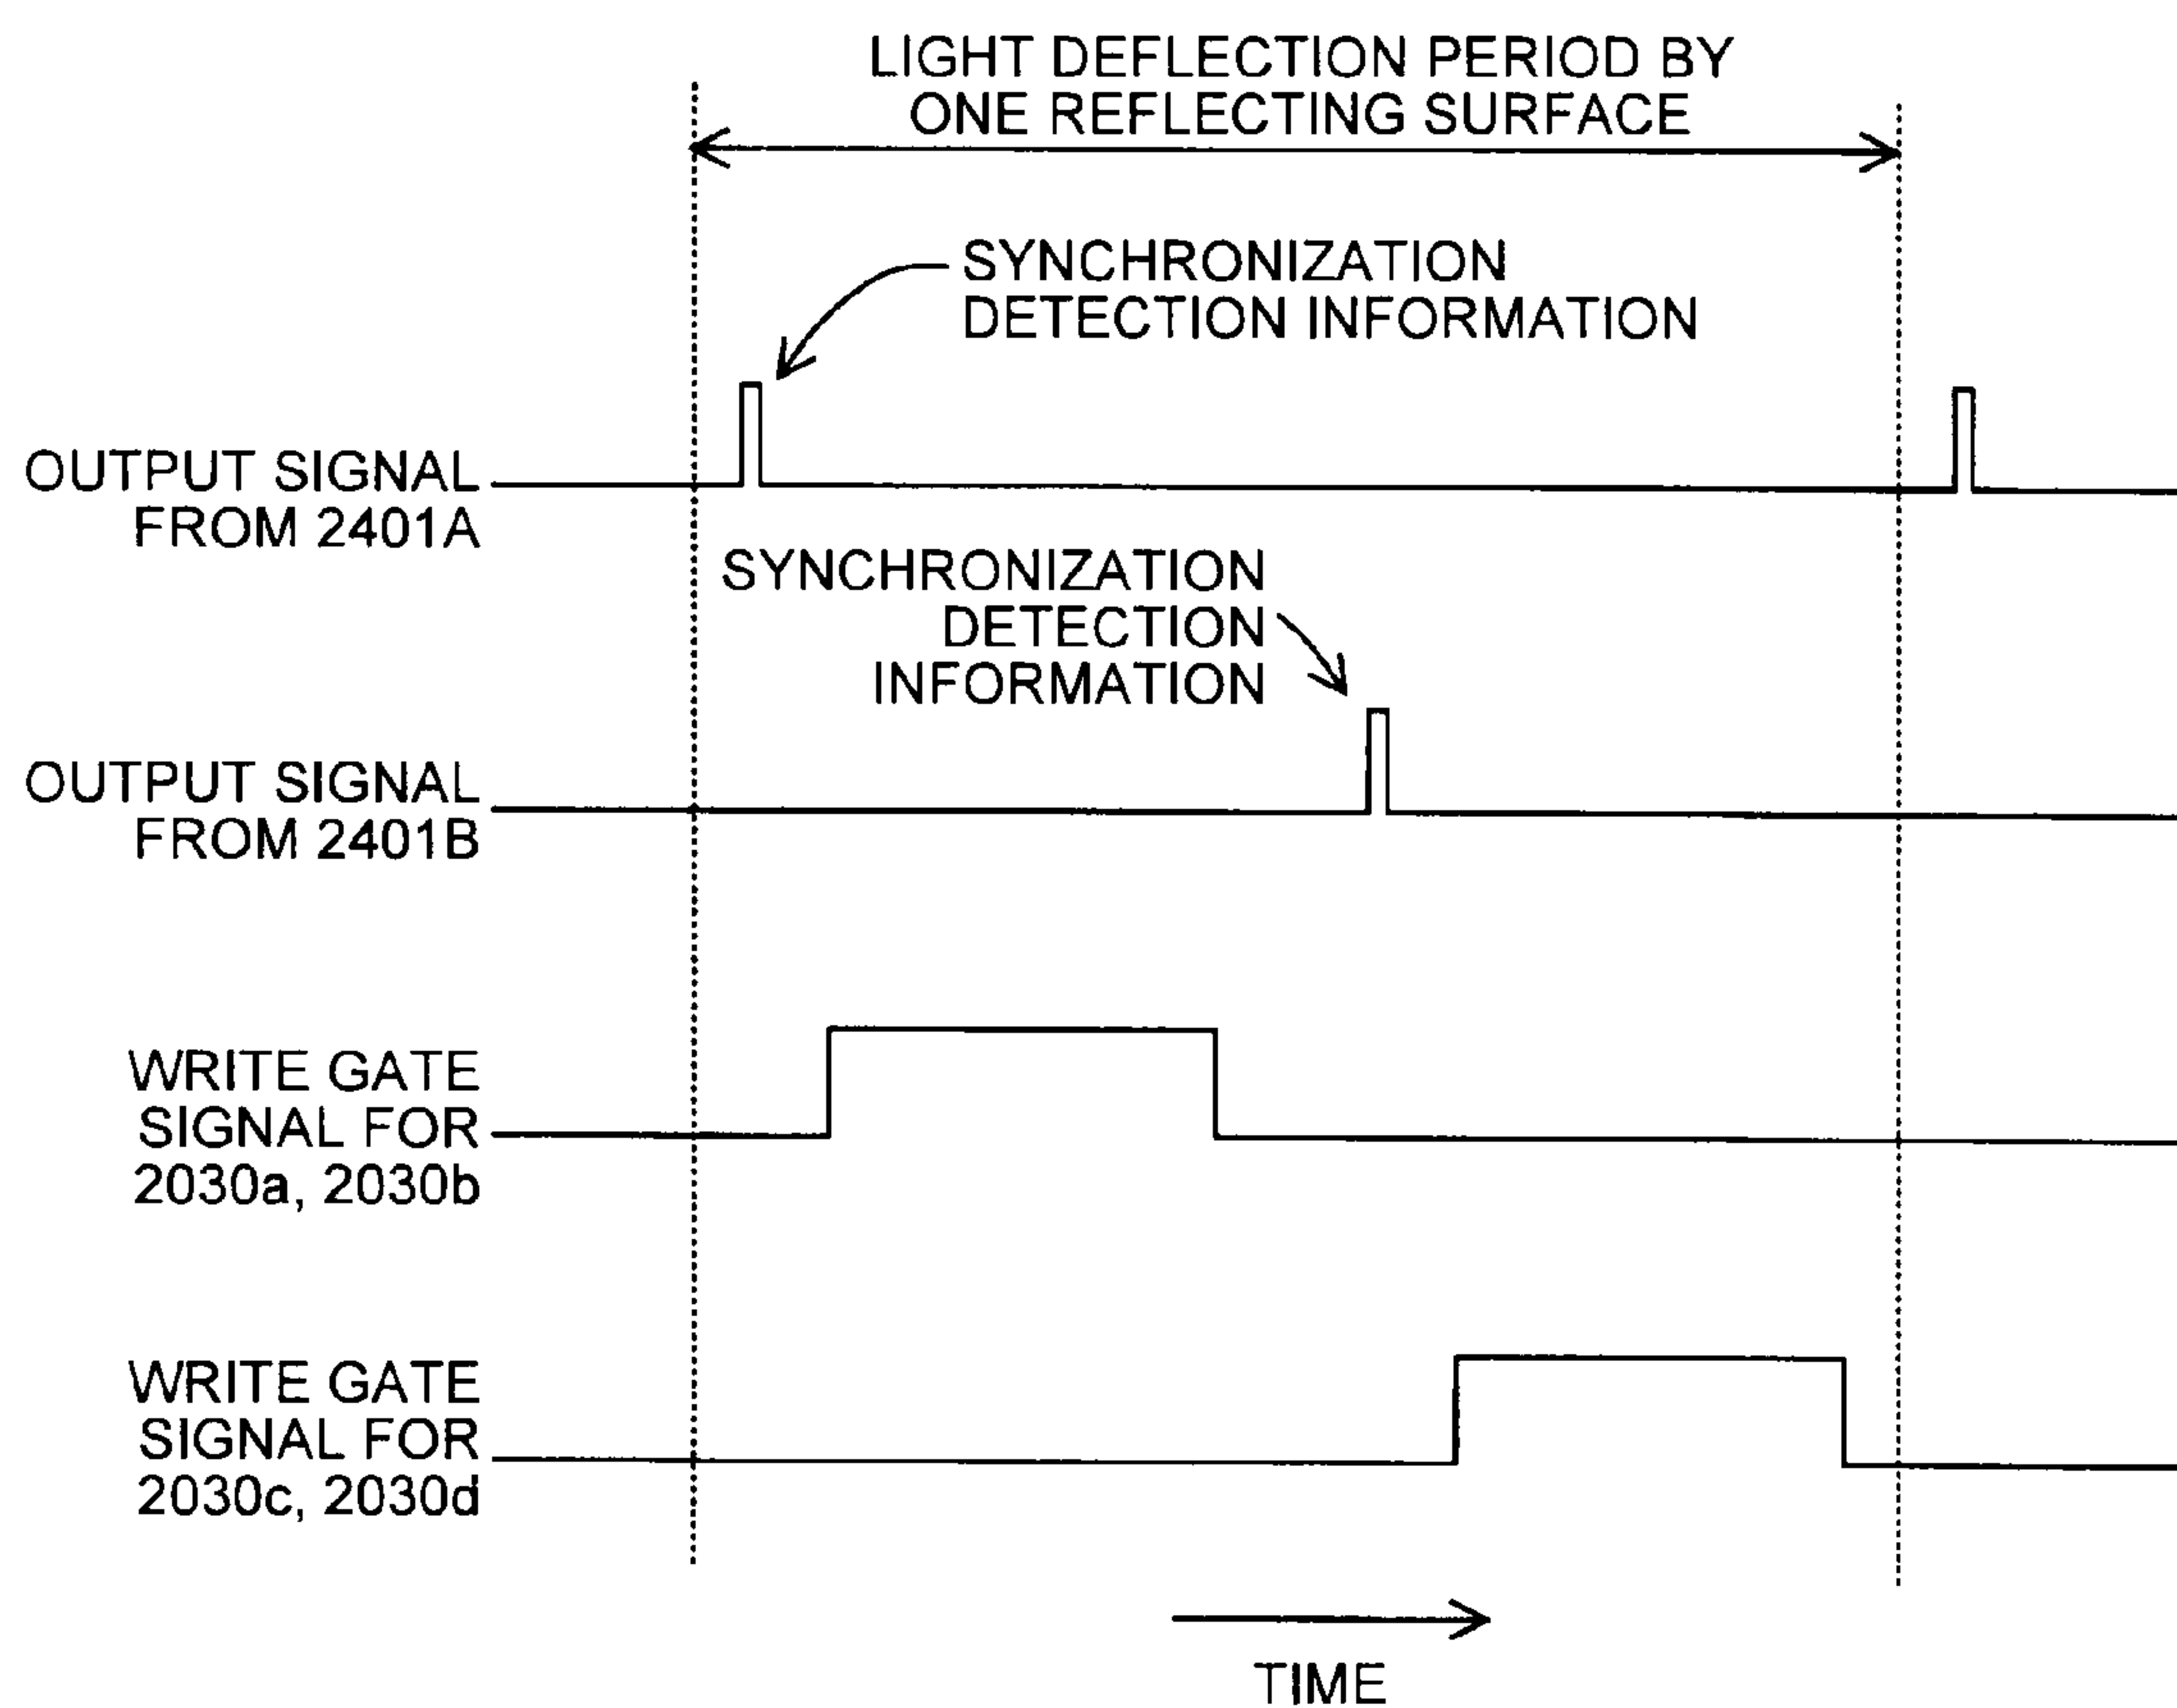 LIGHT DEFLECTION PERIOD BY
ONE REFLECTING SURFACE
SYNCHRONIZATION
DETECTION INFORMATION
OUTPUT SIGNAL
FROM 2401A
SYNCHRONIZATION
DETECTION
INFORMATION
OUTPUT SIGNAL
FROM 2401B
WRITE GATE
SIGNAL FOR
2030a, 2030b
WRITE GATE
SIGNAL FOR
2030c, 2030d
TIME